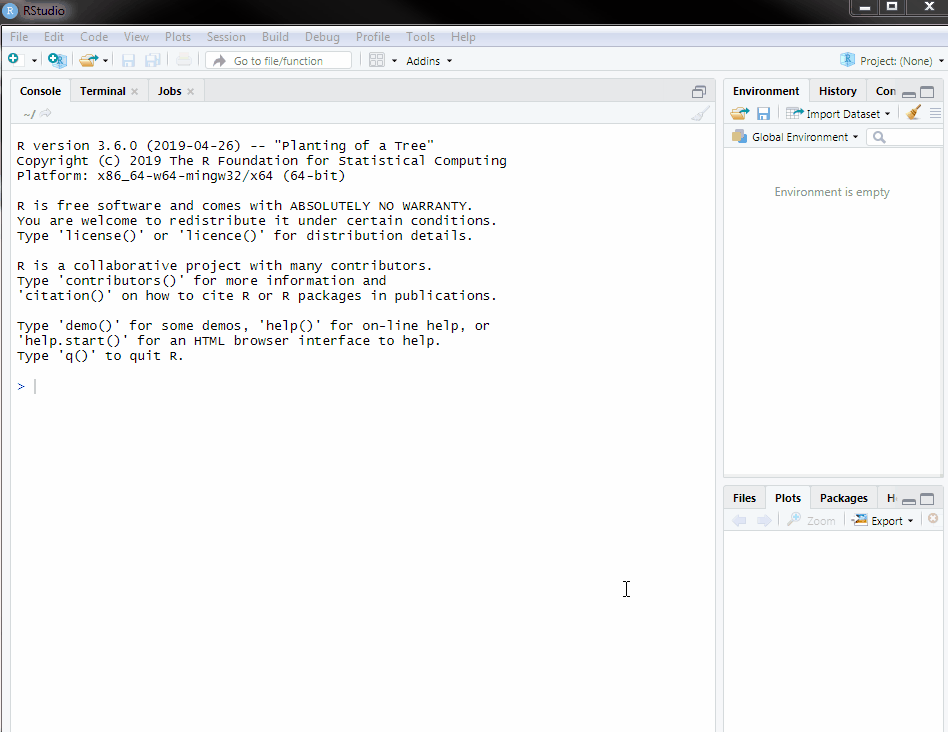 RStudio
File Edit Code View Plots Session Build Debug Profile Tools Help
Go to file/function Addins Project: (None)
Console Terminal Jobs
~/
R version 3.6.0 (2019-04-26) -- "Planting of a Tree"
Copyright (C) 2019 The R Foundation for Statistical Computing
Platform: x86_64-w64-mingw32/x64 (64-bit)
R is free software and comes with ABSOLUTELY NO WARRANTY.
You are welcome to redistribute it under certain conditions.
Type 'license()' or 'licence()' for distribution details.
R is a collaborative project with many contributors.
Type 'contributors()' for more information and
'citation()' on how to cite R or R packages in publications.
Type 'demo()' for some demos, 'help()' for on-line help, or
'help.start()' for an HTML browser interface to help.
Type 'q()' to quit R.
>
Environment History Con
Import Dataset
Global Environment
Environment is empty
Files Plots Packages H
Zoom Export